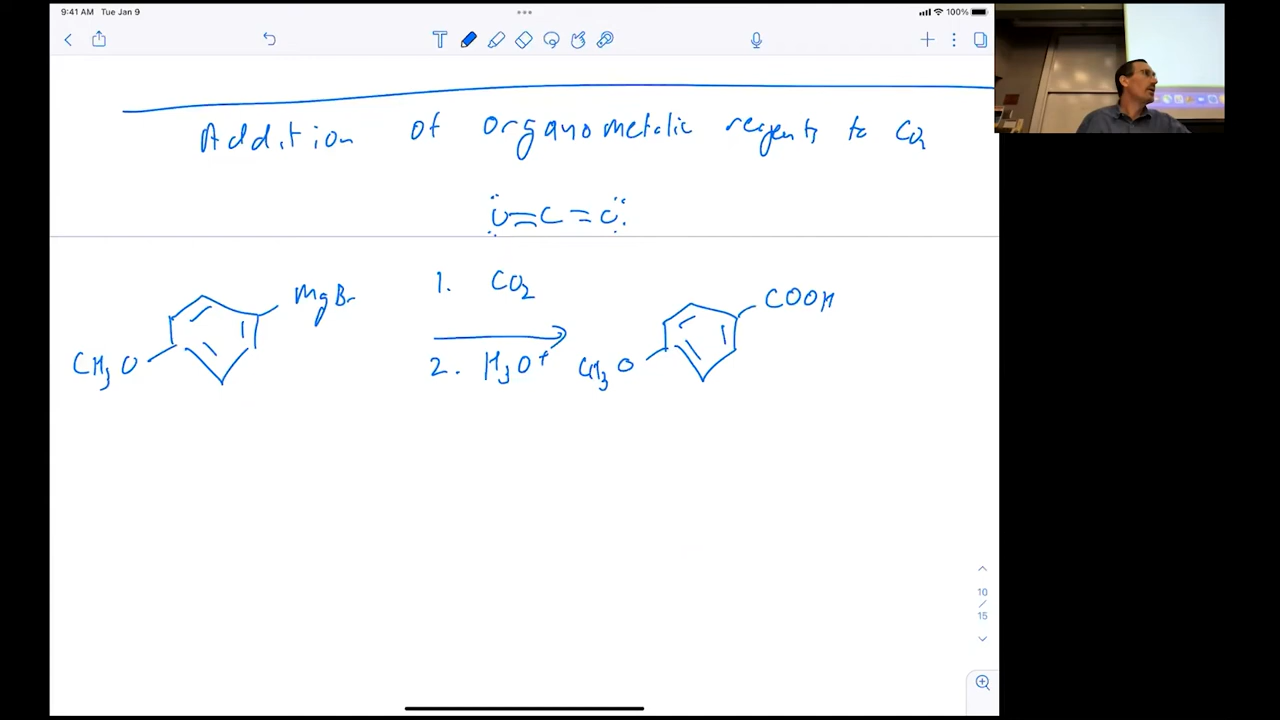 9:41 AM Tue Jan 9
100%
Addition of organometalic reagents to CO2
O=C=O
MgBr
CH3O
1. CO2
2. H3O+
COOH
CH3O
10
/
15